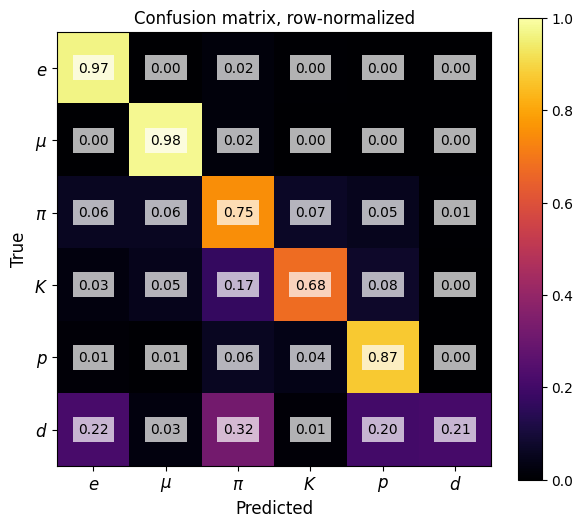 Confusion matrix, row-normalized
True
e 0.97 0.00 0.02 0.00 0.00 0.00
μ 0.00 0.98 0.02 0.00 0.00 0.00
π 0.06 0.06 0.75 0.07 0.05 0.01
K 0.03 0.05 0.17 0.68 0.08 0.00
p 0.01 0.01 0.06 0.04 0.87 0.00
d 0.22 0.03 0.32 0.01 0.20 0.21
e μ π K p d
Predicted
1.0
0.8
0.6
0.4
0.2
0.0